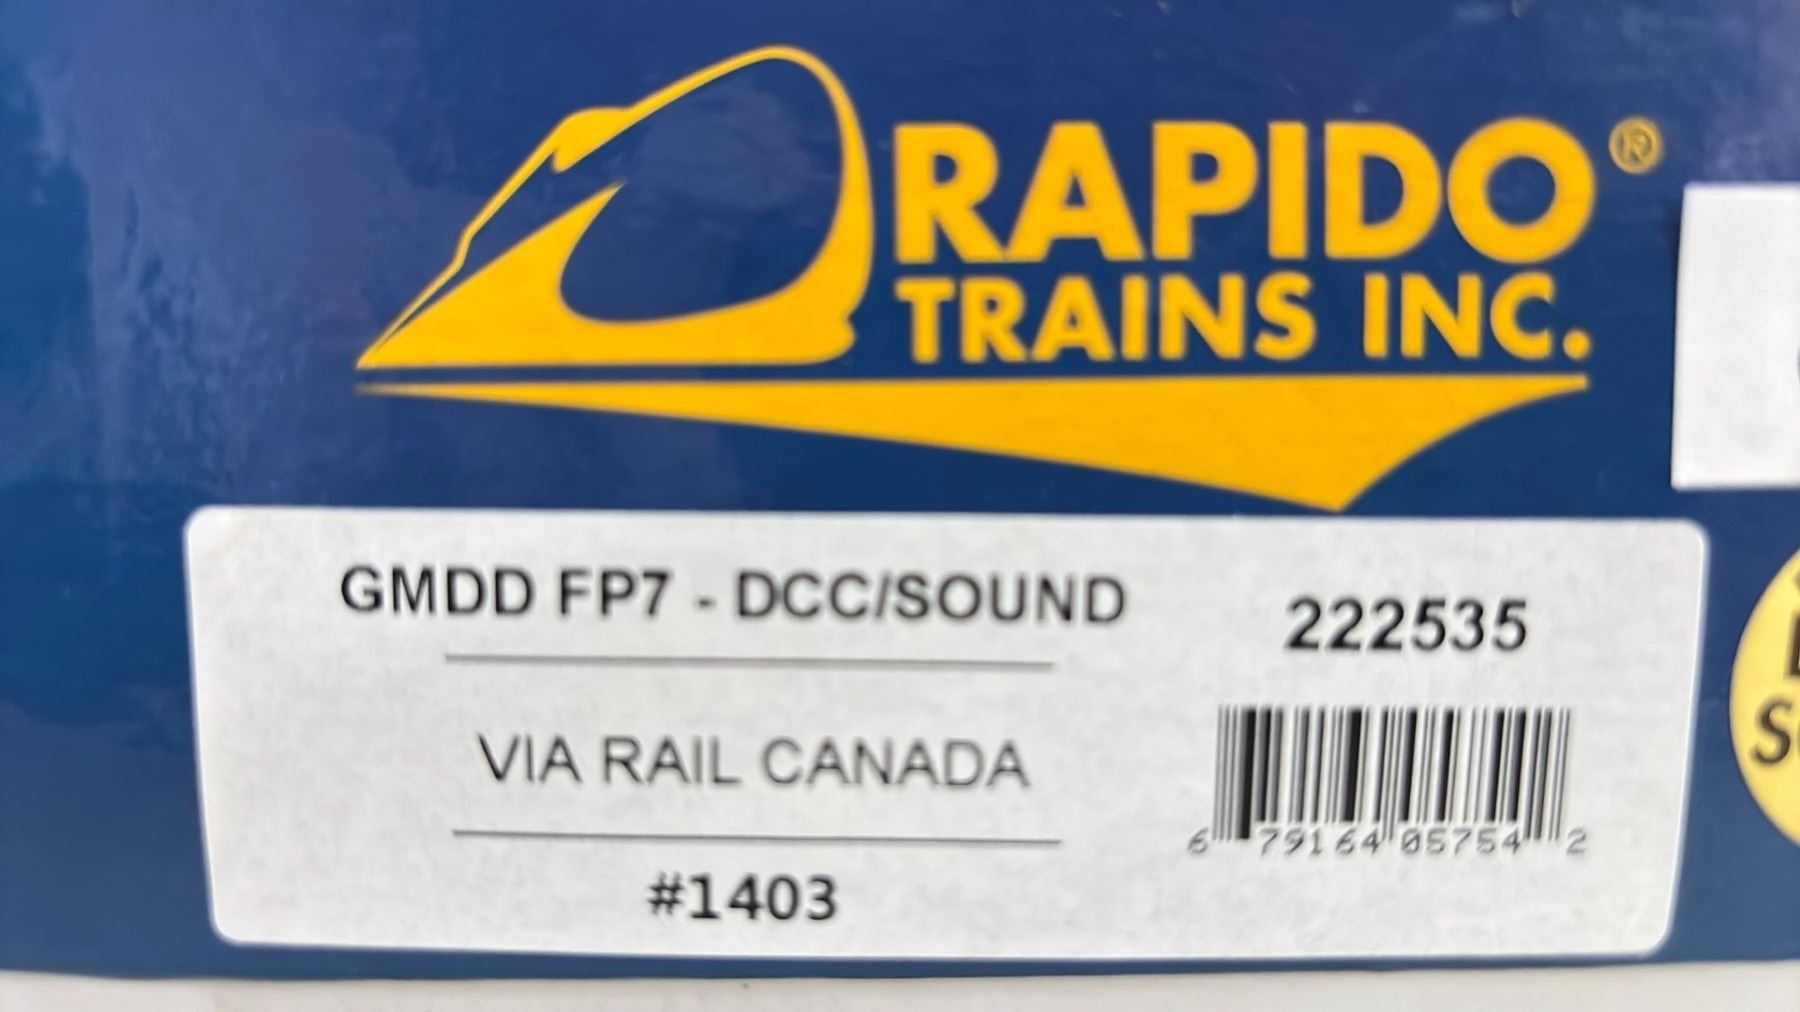 RAPIDO®
TRAINS INC.
GMDD FP7 - DCC/SOUND
222535
VIA RAIL CANADA
#1403
6 79164 05754 2